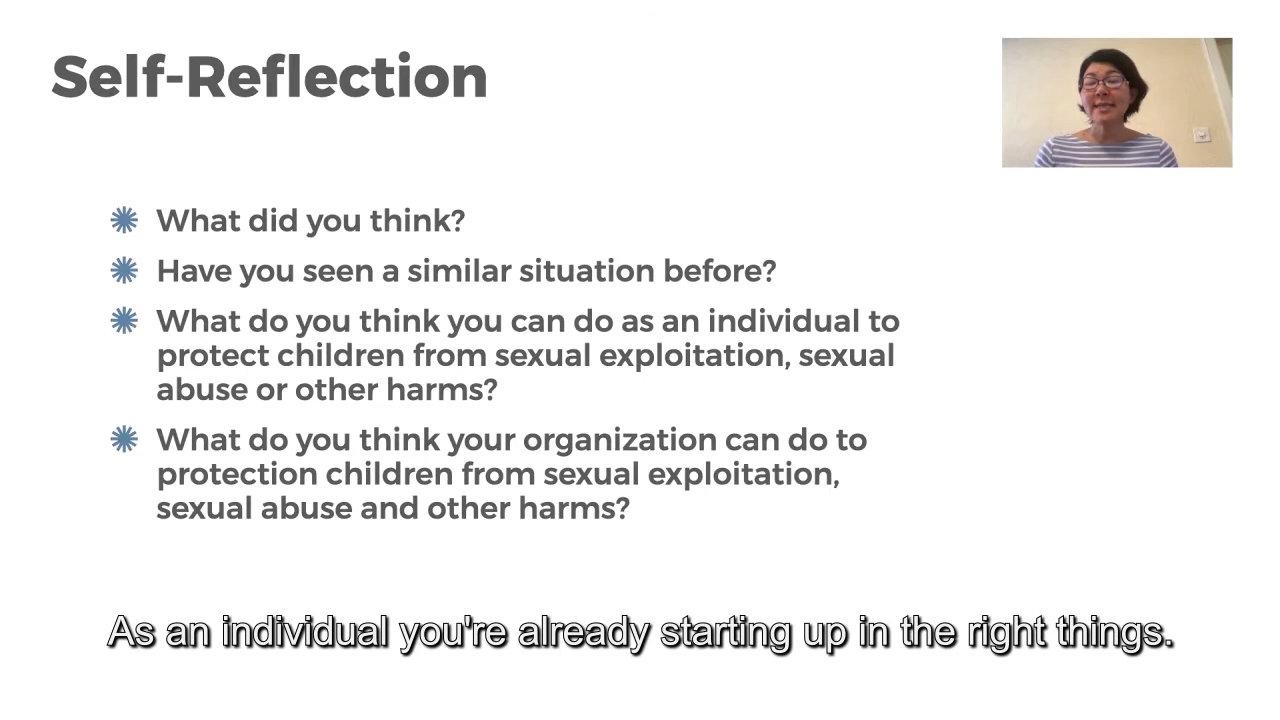 Self-Reflection
What did you think?
Have you seen a similar situation before?
What do you think you can do as an individual to
protect children from sexual exploitation, sexual
abuse or other harms?
What do you think your organization can do to
protection children from sexual exploitation,
sexual abuse and other harms?
As an individual you're already starting up in the right things.